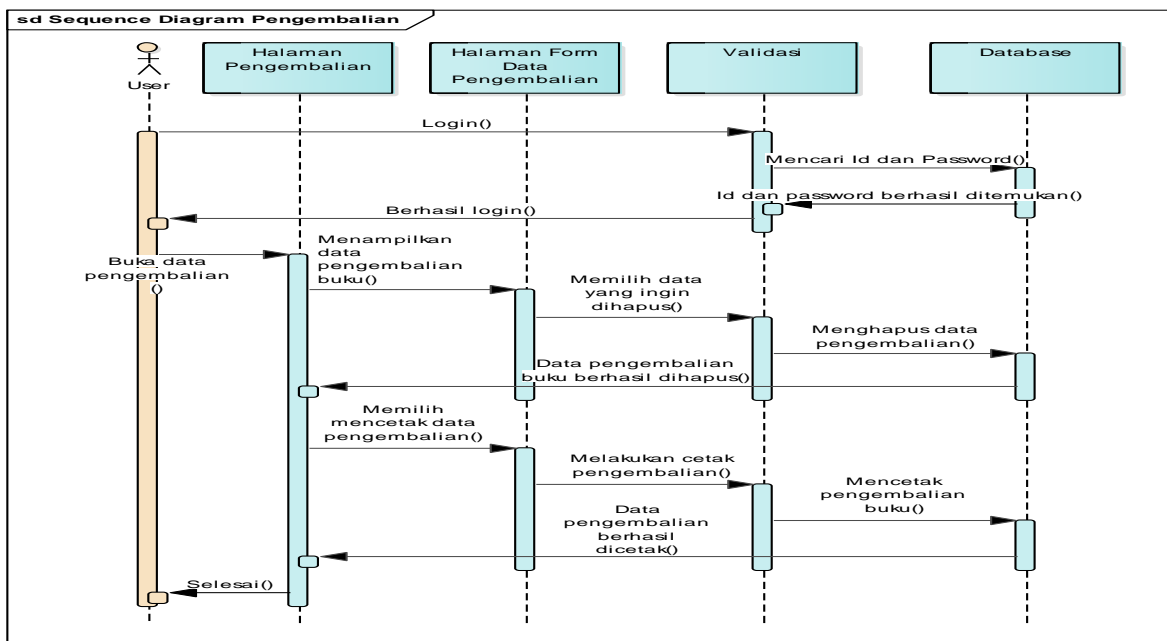 sd Sequence Diagram Pengembalian
User
Halaman
Pengembalian
Halaman Form
Data
Pengembalian
Validasi
Database
Login()
Mencari Id dan Password()
Id dan password berhasil ditemukan()
Berhasil login()
Buka data
pengembalian
()
Menampilkan
data
pengembalian
buku()
Memilih data
yang ingin
dihapus()
Menghapus data
pengembalian()
Data pengembalian
buku berhasil dihapus()
Memilih
mencetak data
pengembalian()
Melakukan cetak
pengembalian()
Mencetak
pengembalian
buku()
Data
pengembalian
berhasil
dicetak()
Selesai()